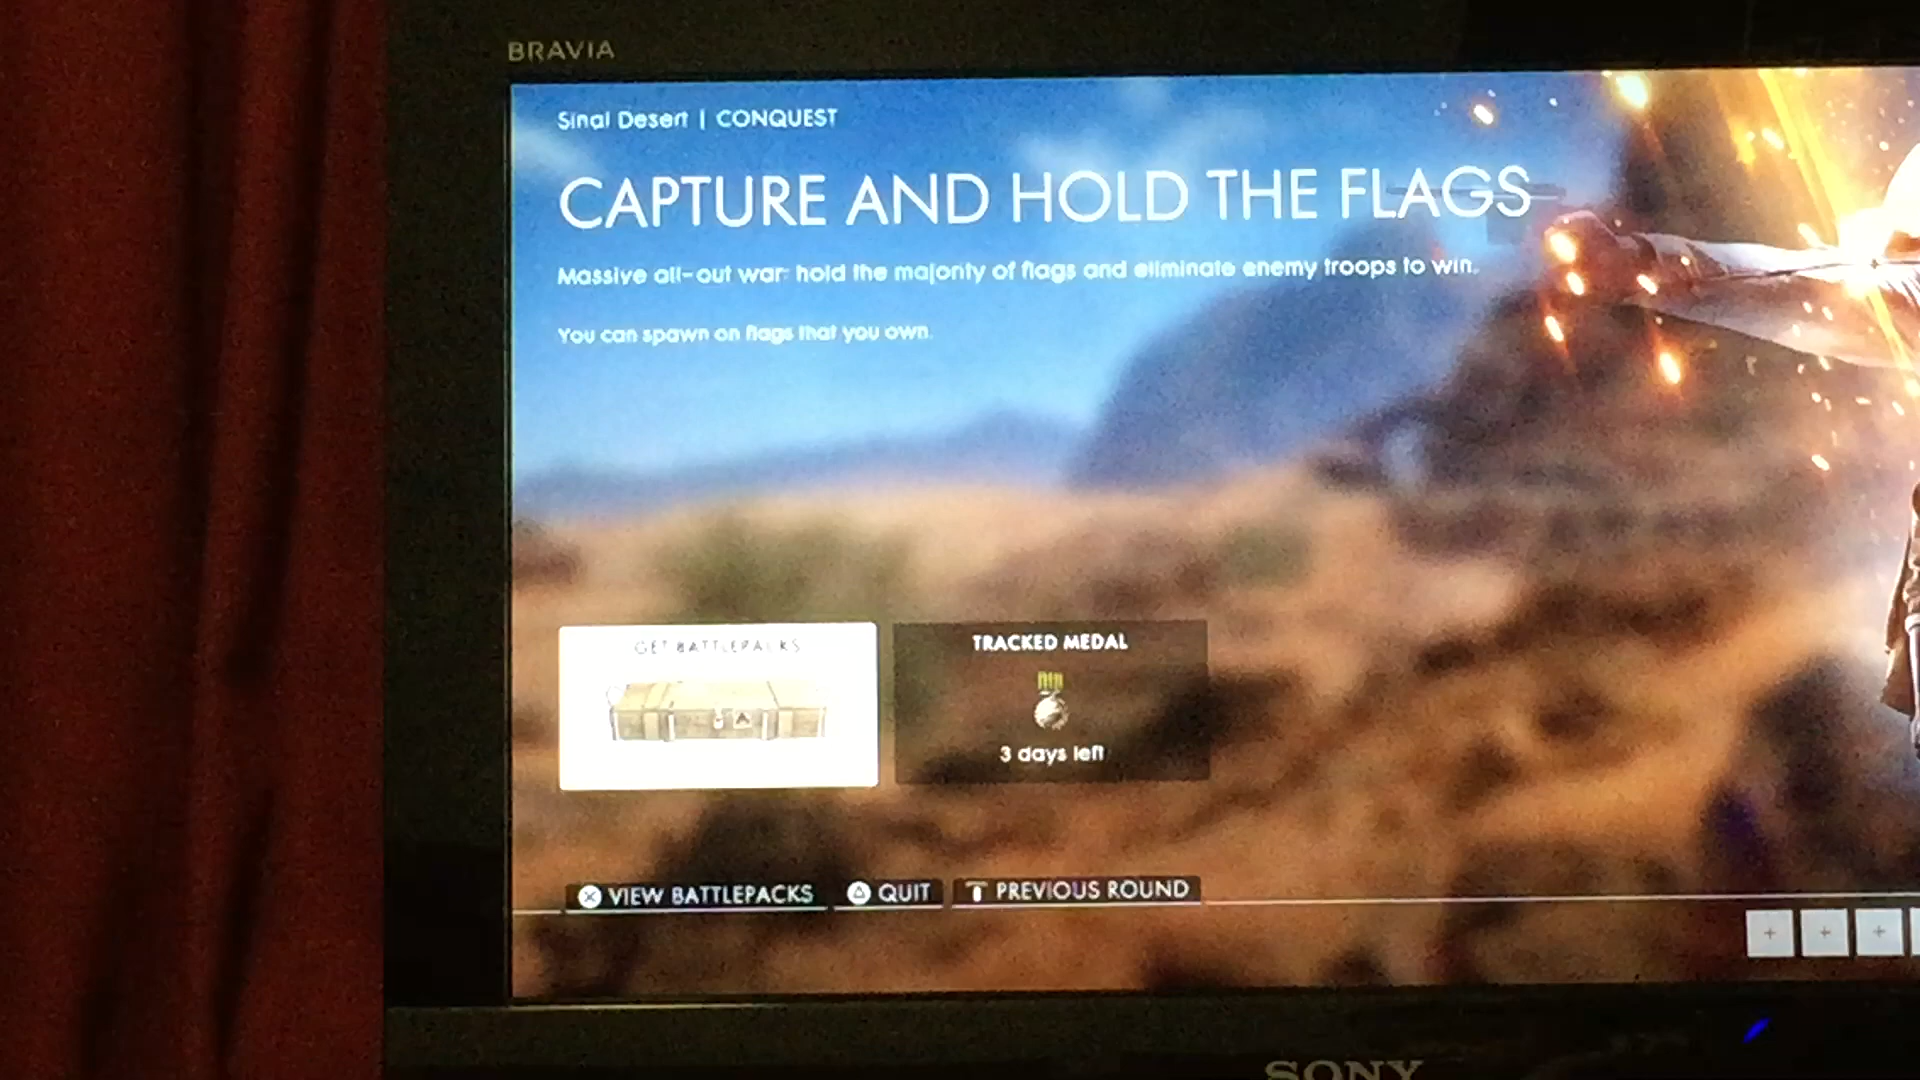 BRAVIA
Sinai Desert | CONQUEST
CAPTURE AND HOLD THE FLAGS
Massive all-out war: hold the majority of flags and eliminate enemy troops to win.
You can spawn on flags that you own.
GET BATTLEPACKS
TRACKED MEDAL
3 days left
VIEW BATTLEPACKS
QUIT
PREVIOUS ROUND
SONY